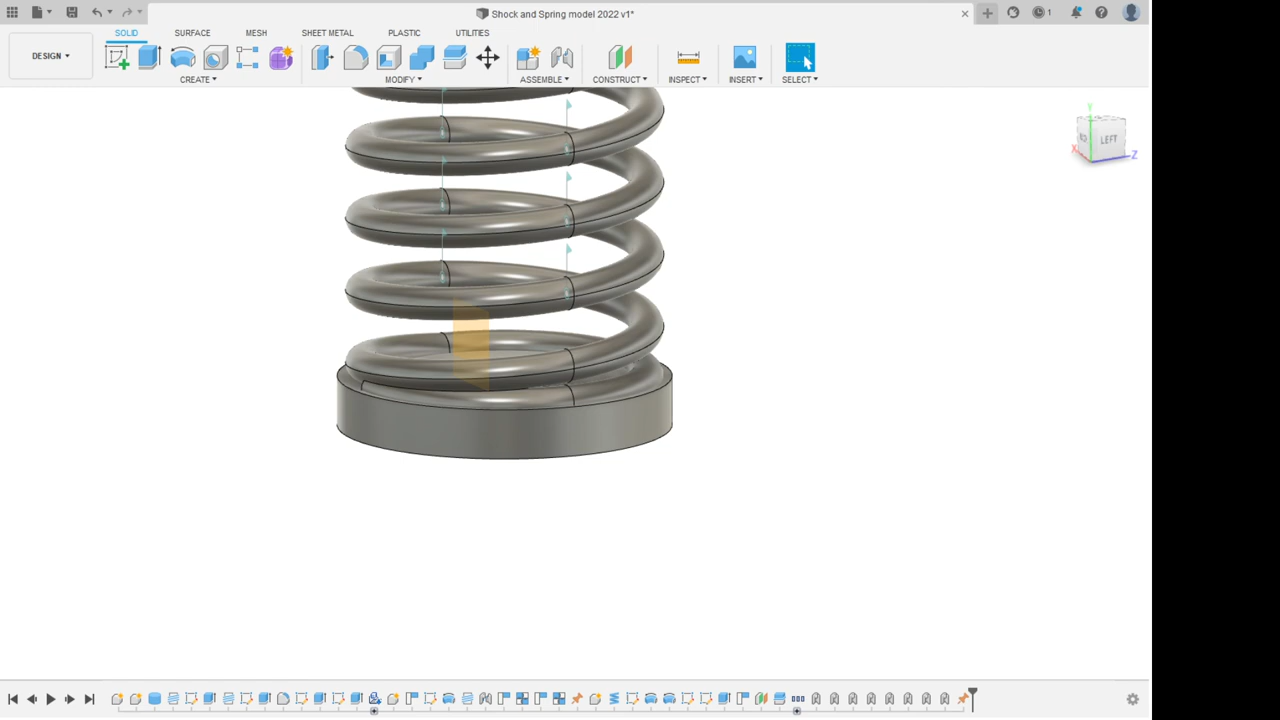 Shock and Spring model 2022 v1*
1
SOLID SURFACE MESH SHEET METAL PLASTIC UTILITIES
DESIGN
CREATE MODIFY ASSEMBLE CONSTRUCT INSPECT INSERT SELECT
Y
LEFT
X Z